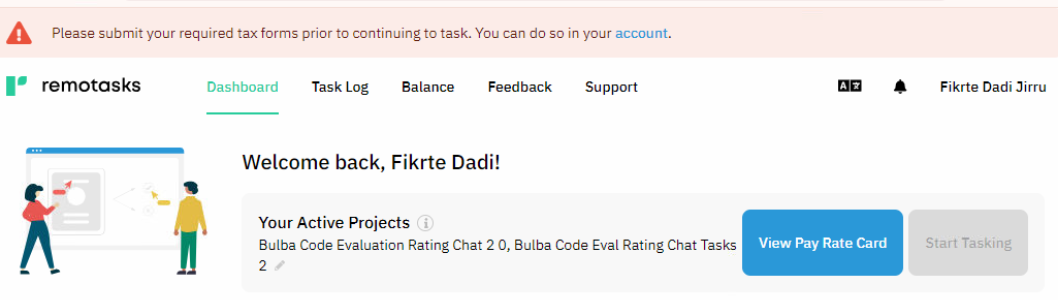 Please submit your required tax forms prior to continuing to task. You can do so in your account.
remotasks Dashboard Task Log Balance Feedback Support A Fikrte Dadi Jirru
Welcome back, Fikrte Dadi!
Your Active Projects
Bulba Code Evaluation Rating Chat 2 0, Bulba Code Eval Rating Chat Tasks
2
View Pay Rate Card
Start Tasking